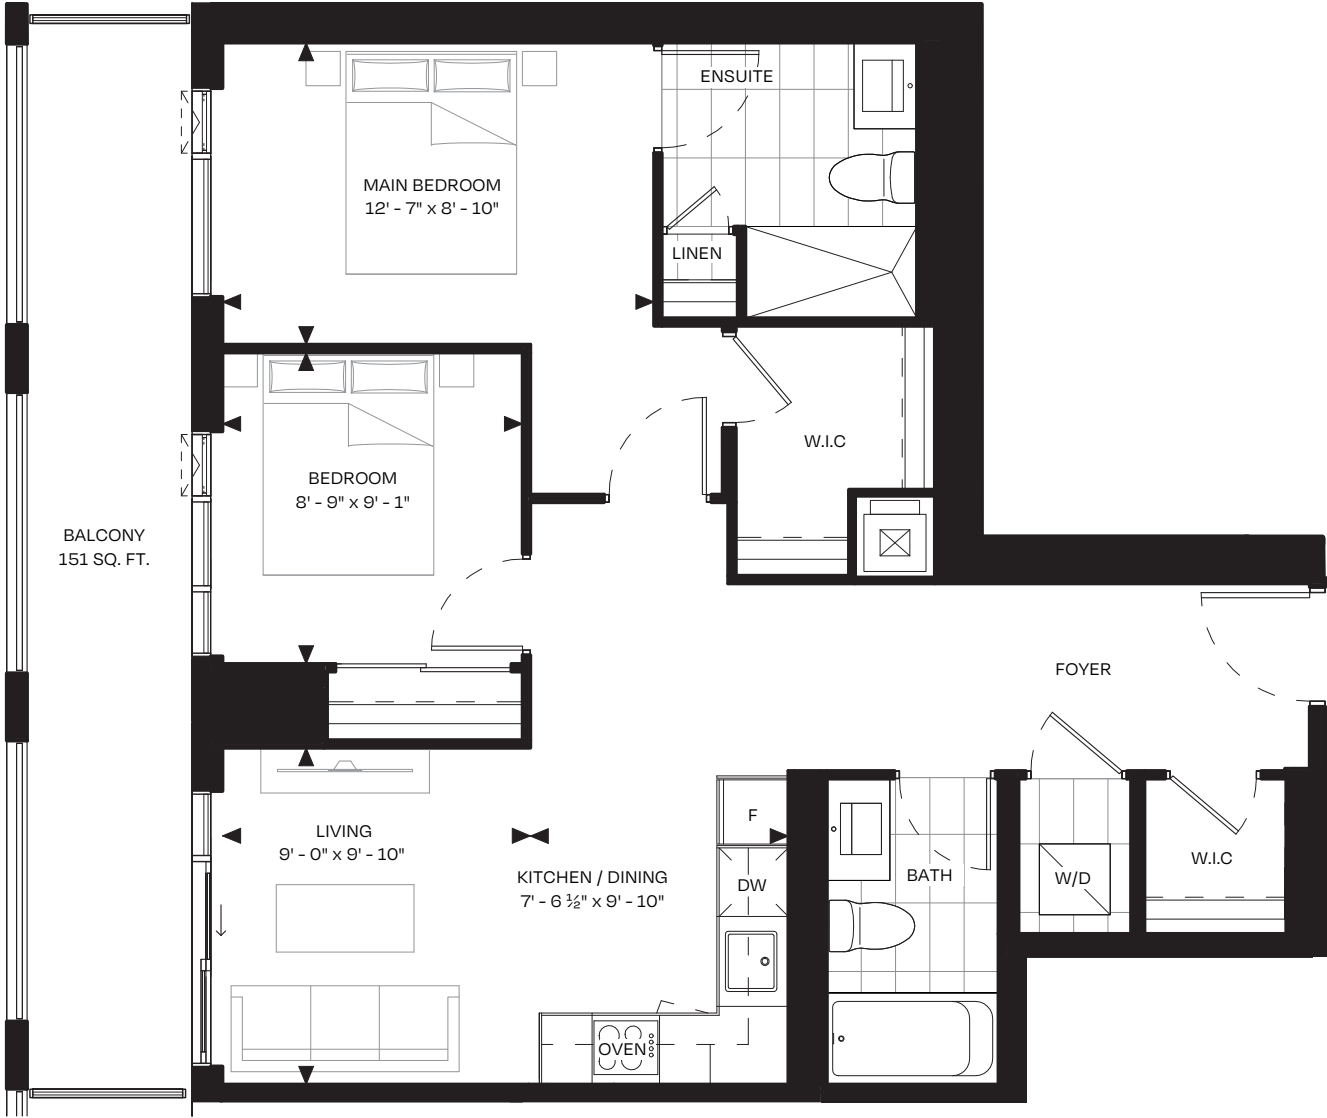 ENSUITE
MAIN BEDROOM
12' - 7" x 8' - 10"
LINEN
W.I.C
BEDROOM
8' - 9" x 9' - 1"
BALCONY
151 SQ. FT.
FOYER
LIVING
9' - 0" x 9' - 10"
F
KITCHEN / DINING
7' - 6 ½" x 9' - 10"
DW
BATH
W/D
W.I.C
OVEN